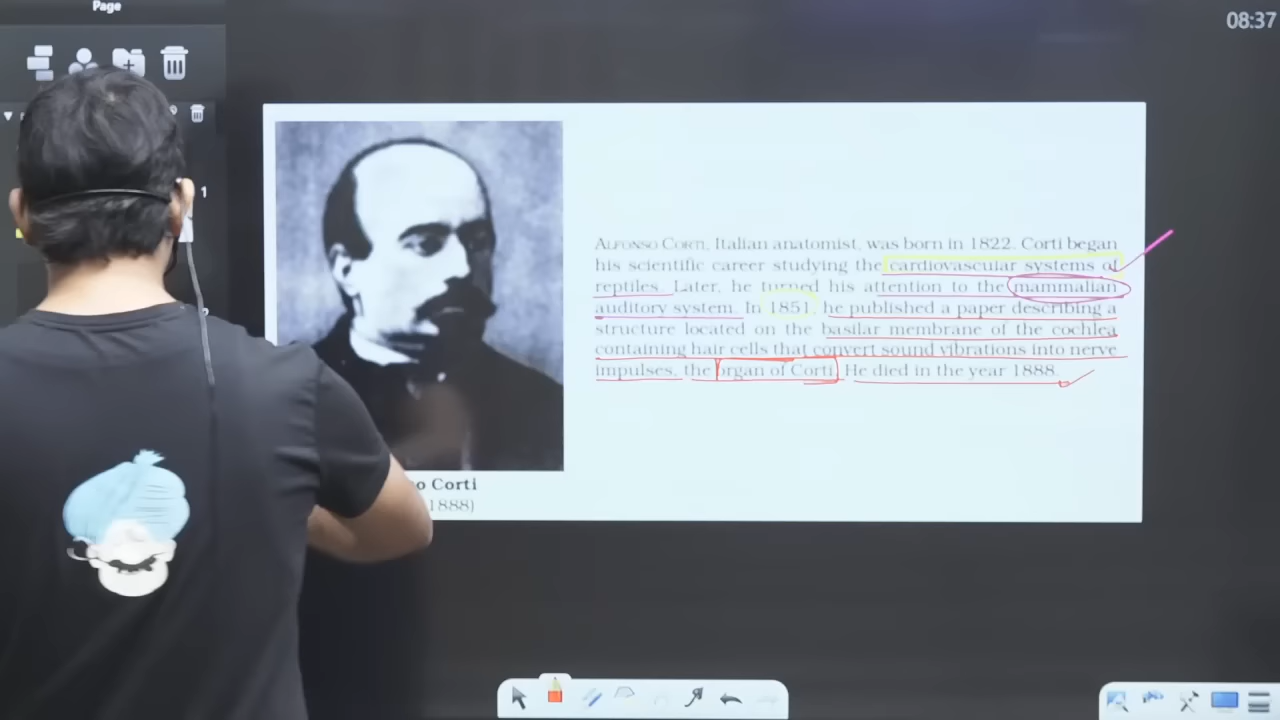 Page
08:37
1
ALFONSO CORTI, Italian anatomist, was born in 1822. Corti began
his scientific career studying the cardiovascular systems of
reptiles. Later, he turned his attention to the mammalian
auditory system. In 1851, he published a paper describing a
structure located on the basilar membrane of the cochlea
containing hair cells that convert sound vibrations into nerve
impulses, the organ of Corti. He died in the year 1888.
o Corti
1888)